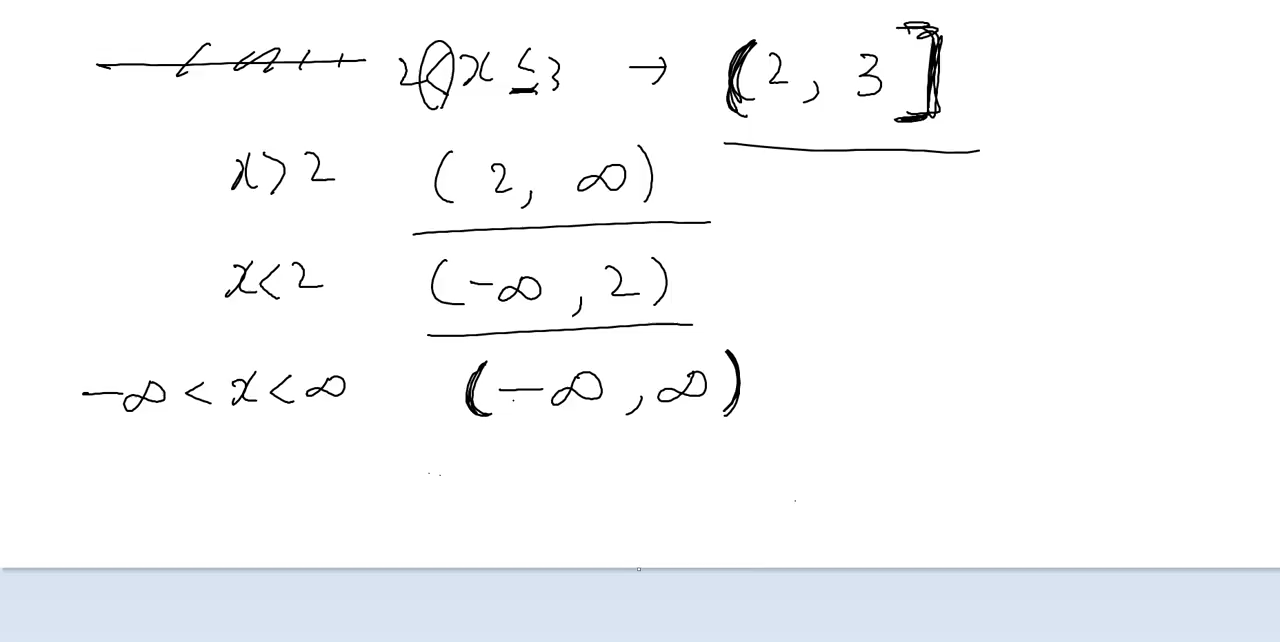 2 < x ≤ 3 → (2, 3]
x > 2 (2, ∞)
x < 2 (-∞, 2)
-∞ < x < ∞ (-∞, ∞)